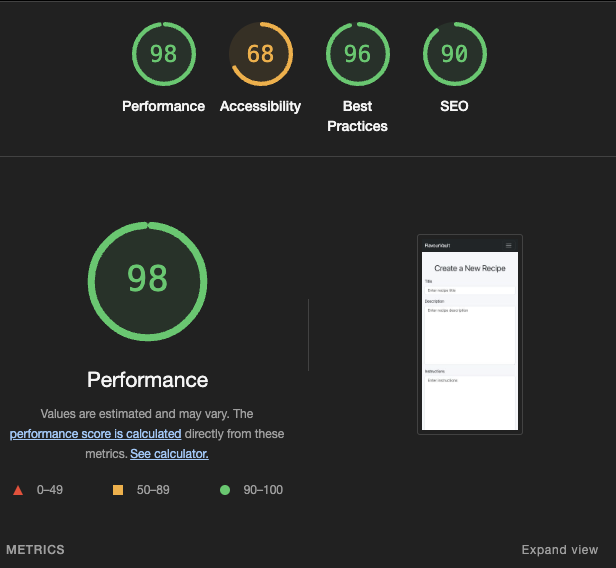 98
68
96
90
Performance
Accessibility
Best
Practices
SEO
98
Performance
Values are estimated and may vary. The
performance score is calculated directly from these
metrics. See calculator.
0–49
50–89
90–100
FlavourVault
Create a New Recipe
Title
Enter recipe title
Description
Enter recipe description
Instructions
Enter instructions
METRICS
Expand view